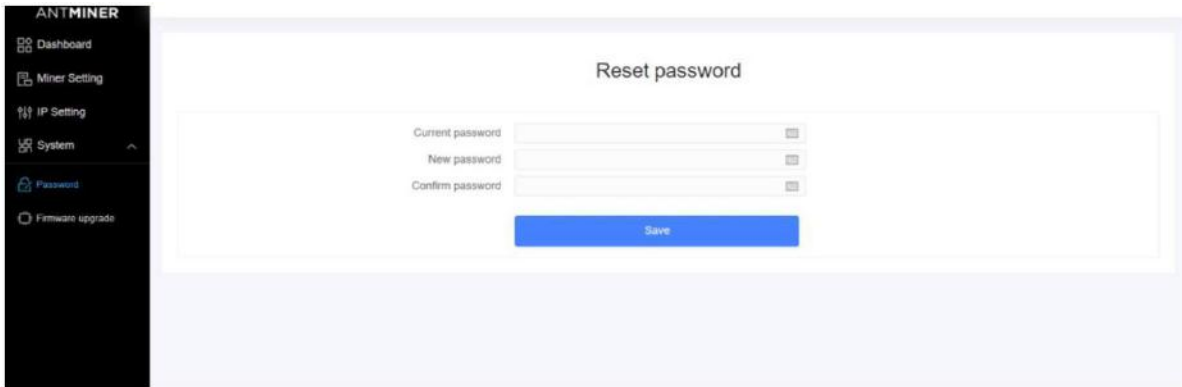 ANTMINER
Dashboard
Miner Setting
IP Setting
System
Password
Firmware upgrade
Reset password
Current password
New password
Confirm password
Save